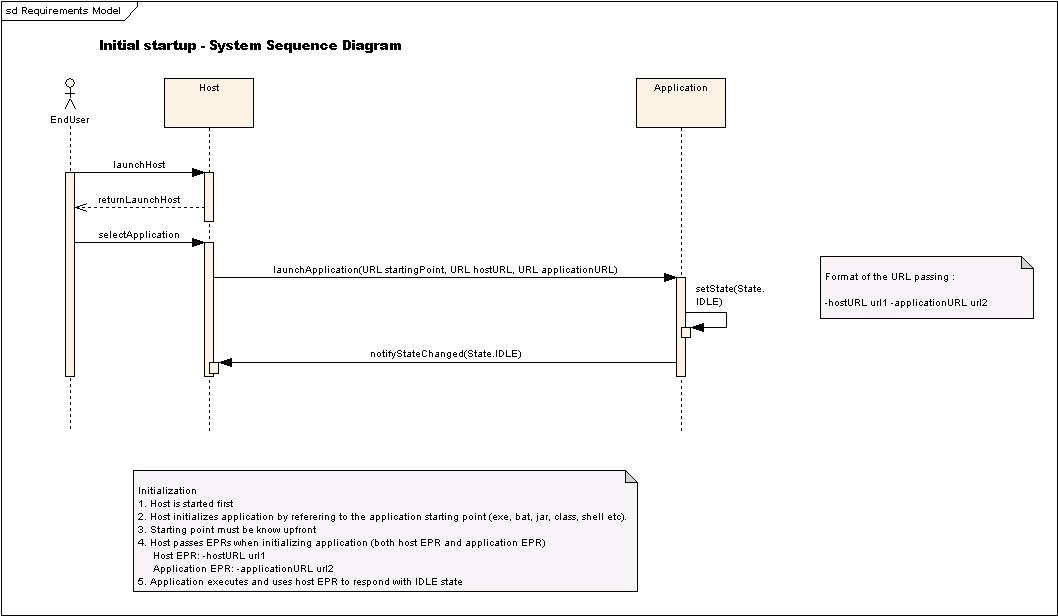 sd Requirements Model
Initial startup - System Sequence Diagram
EndUser
Host
Application
launchHost
returnLaunchHost
selectApplication
launchApplication(URL startingPoint, URL hostURL, URL applicationURL)
setState(State.
IDLE)
notifyStateChanged(State.IDLE)
Format of the URL passing :
-hostURL url1 -applicationURL url2
Initialization
1. Host is started first
2. Host initializes application by referering to the application starting point (exe, bat, jar, class, shell etc).
3. Starting point must be know upfront
4. Host passes EPRs when initializing application (both host EPR and application EPR)
Host EPR: -hostURL url1
Application EPR: -applicationURL url2
5. Application executes and uses host EPR to respond with IDLE state